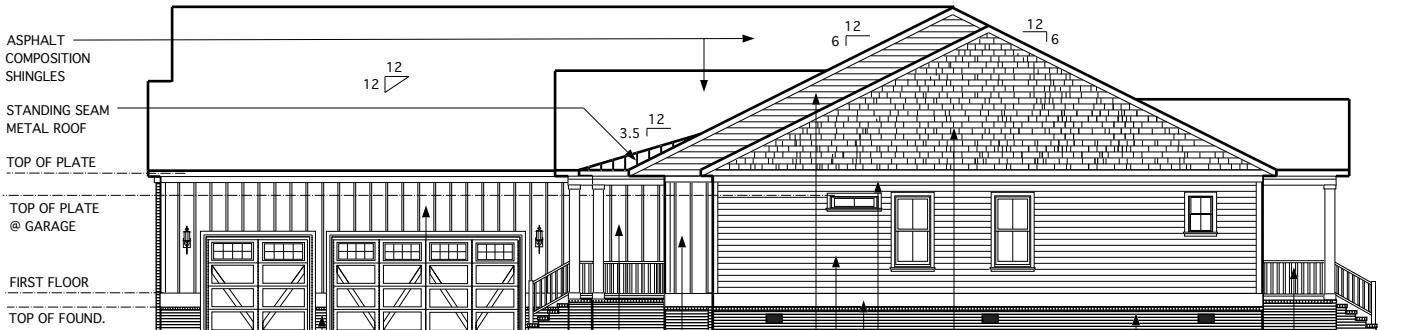 ASPHALT
COMPOSITION
SHINGLES
12
6
12
6
12
12
STANDING SEAM
METAL ROOF
12
3.5
TOP OF PLATE
TOP OF PLATE
@ GARAGE
FIRST FLOOR
TOP OF FOUND.